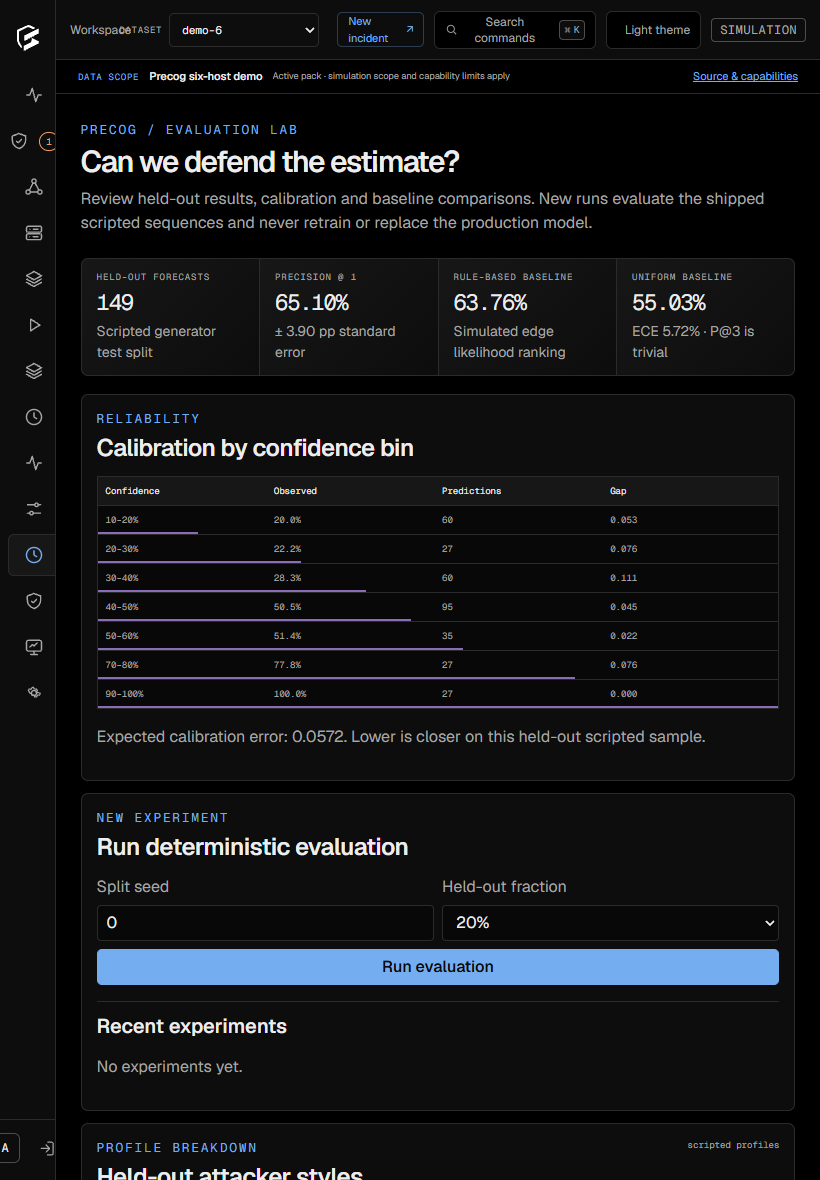 Workspace DATASET demo-6 New incident ↗ Search commands ⌘ K Light theme SIMULATION
DATA SCOPE Precog six-host demo Active pack · simulation scope and capability limits apply Source & capabilities
1
PRECOG / EVALUATION LAB
Can we defend the estimate?
Review held-out results, calibration and baseline comparisons. New runs evaluate the shipped
scripted sequences and never retrain or replace the production model.
HELD-OUT FORECASTS
149
Scripted generator
test split
PRECISION @ 1
65.10%
± 3.90 pp standard
error
RULE-BASED BASELINE
63.76%
Simulated edge
likelihood ranking
UNIFORM BASELINE
55.03%
ECE 5.72% · P@3 is
trivial
RELIABILITY
Calibration by confidence bin
Confidence Observed Predictions Gap
10-20% 20.0% 60 0.053
20-30% 22.2% 27 0.076
30-40% 28.3% 60 0.111
40-50% 50.5% 95 0.045
50-60% 51.4% 35 0.022
70-80% 77.8% 27 0.076
90-100% 100.0% 27 0.000
Expected calibration error: 0.0572. Lower is closer on this held-out scripted sample.
NEW EXPERIMENT
Run deterministic evaluation
Split seed Held-out fraction
0 20%
Run evaluation
Recent experiments
No experiments yet.
PROFILE BREAKDOWN scripted profiles
Held-out attacker styles
A